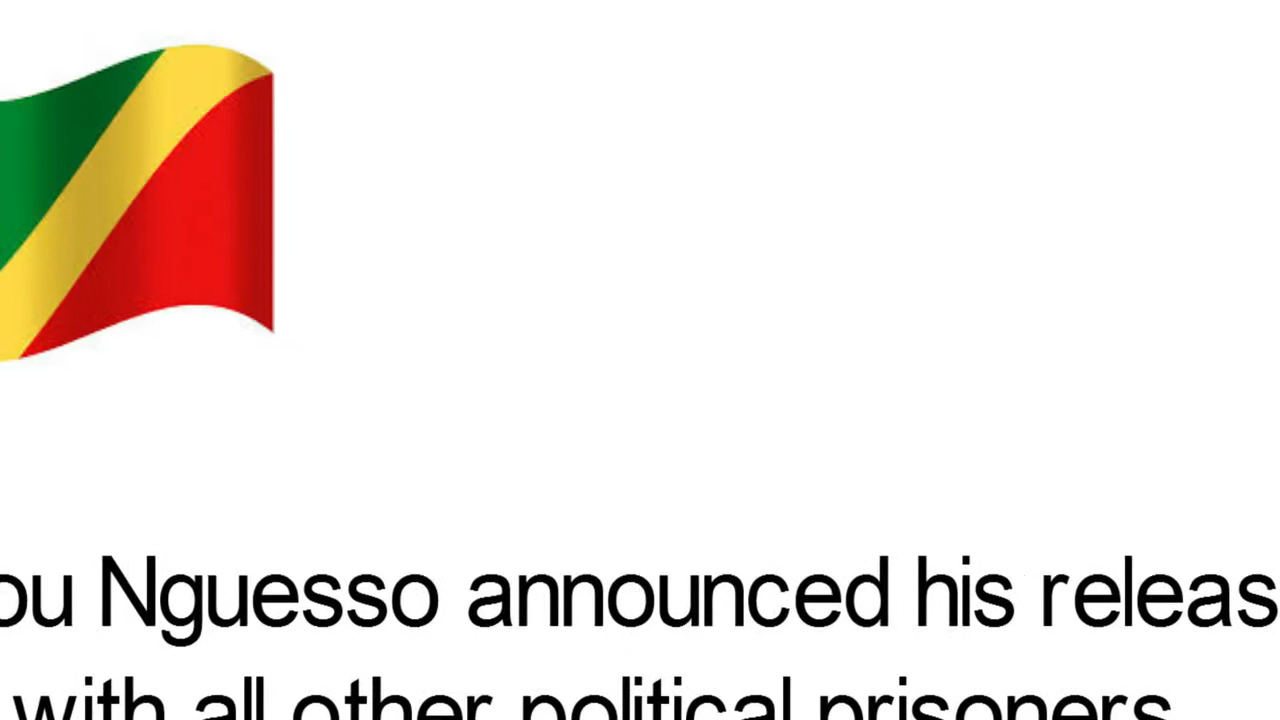 ou Nguesso announced his releas
with all other political prisoners